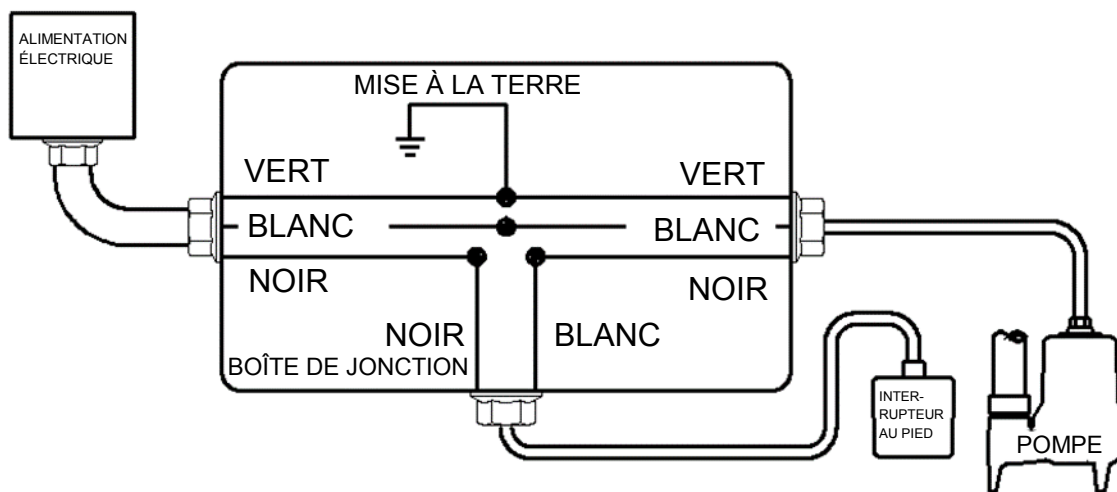 ALIMENTATION
ÉLECTRIQUE
MISE À LA TERRE
VERT
VERT
BLANC
BLANC
NOIR
NOIR
NOIR
BLANC
BOÎTE DE JONCTION
INTER-
RUPTEUR
AU PIED
POMPE